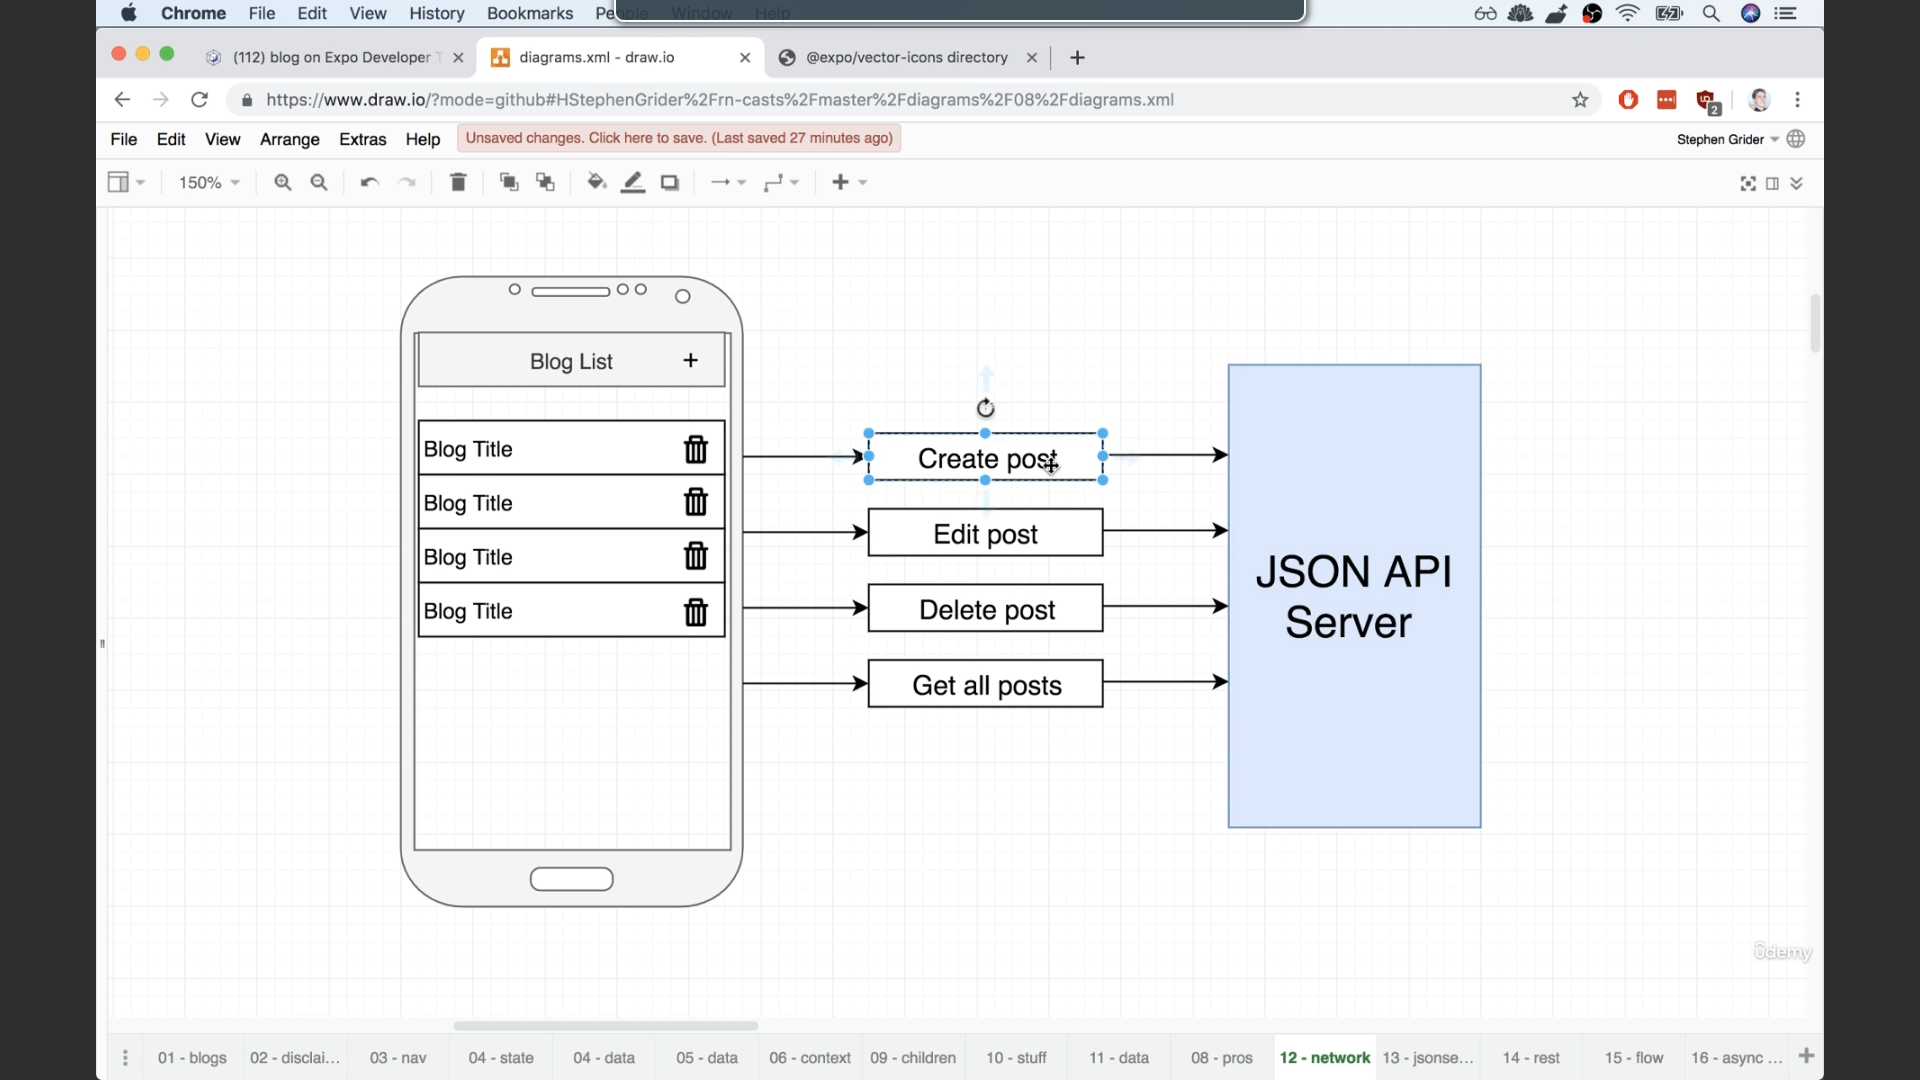 Chrome File Edit View History Bookmarks
(112) blog on Expo Developer
diagrams.xml - draw.io
@expo/vector-icons directory
https://www.draw.io/?mode=github#HStephenGrider%2Frn-casts%2Fmaster%2Fdiagrams%2F08%2Fdiagrams.xml
2
File Edit View Arrange Extras Help
Unsaved changes. Click here to save. (Last saved 27 minutes ago)
Stephen Grider
150%
Blog List +
Blog Title
Blog Title
Blog Title
Blog Title
Create post
Edit post
Delete post
Get all posts
JSON API
Server
ûdemy
01 - blogs
02 - disclai...
03 - nav
04 - state
04 - data
05 - data
06 - context
09 - children
10 - stuff
11 - data
08 - pros
12 - network
13 - jsonse...
14 - rest
15 - flow
16 - async ...